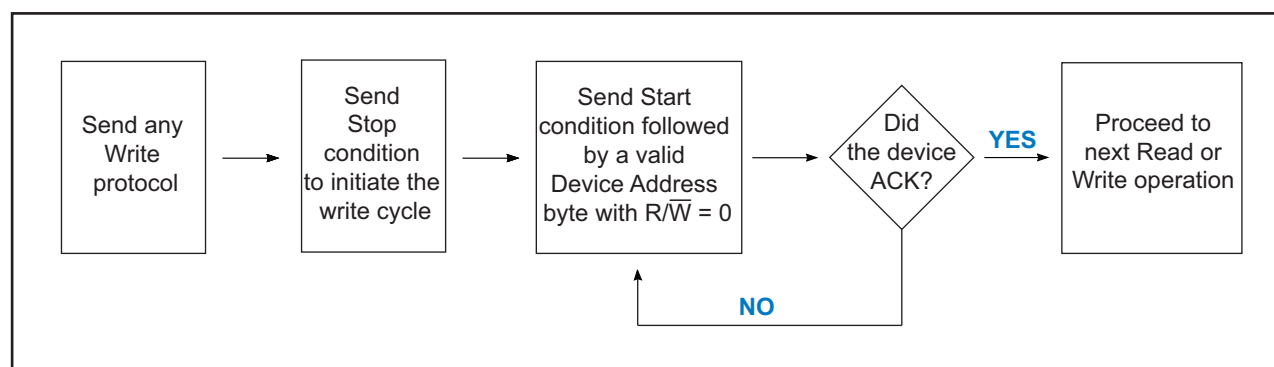 Send any
Write
protocol
Send
Stop
condition
to initiate the
write cycle
Send Start
condition followed
by a valid
Device Address
byte with R/W̅ = 0
Did
the device
ACK?
YES
Proceed to
next Read or
Write operation
NO